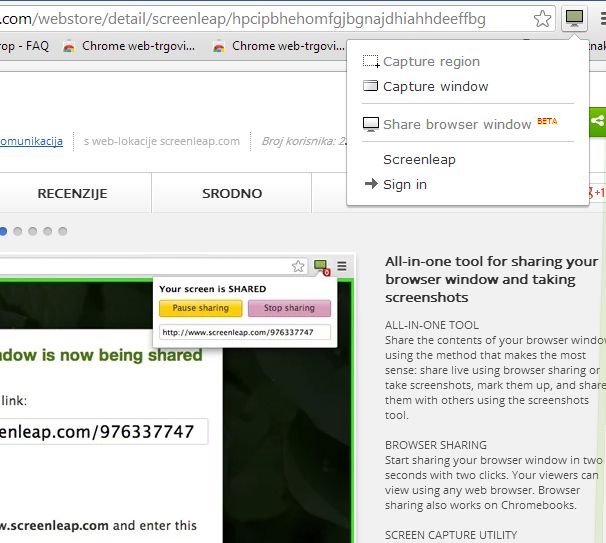 .com/webstore/detail/screenleap/hpcipbhehomfgjbgnajdhiahhdeeffbg
rop - FAQ Chrome web-trgovi... Chrome web-trgovi...
Capture region
Capture window
Share browser window BETA
Screenleap
Sign in
omunikacija s web-lokacije screenleap.com Broj korisnika: 2
RECENZIJE SRODNO
g+1
Your screen is SHARED
Pause sharing Stop sharing
http://www.screenleap.com/976337747
ndow is now being shared
link:
enleap.com/976337747
w.screenleap.com and enter this
All-in-one tool for sharing your
browser window and taking
screenshots
ALL-IN-ONE TOOL
Share the contents of your browser window
using the method that makes the most
sense: share live using browser sharing or
take screenshots, mark them up, and share
them with others using the screenshots
tool.
BROWSER SHARING
Start sharing your browser window in two
seconds with two clicks. Your viewers can
view using any web browser. Browser
sharing also works on Chromebooks.
SCREEN CAPTURE UTILITY